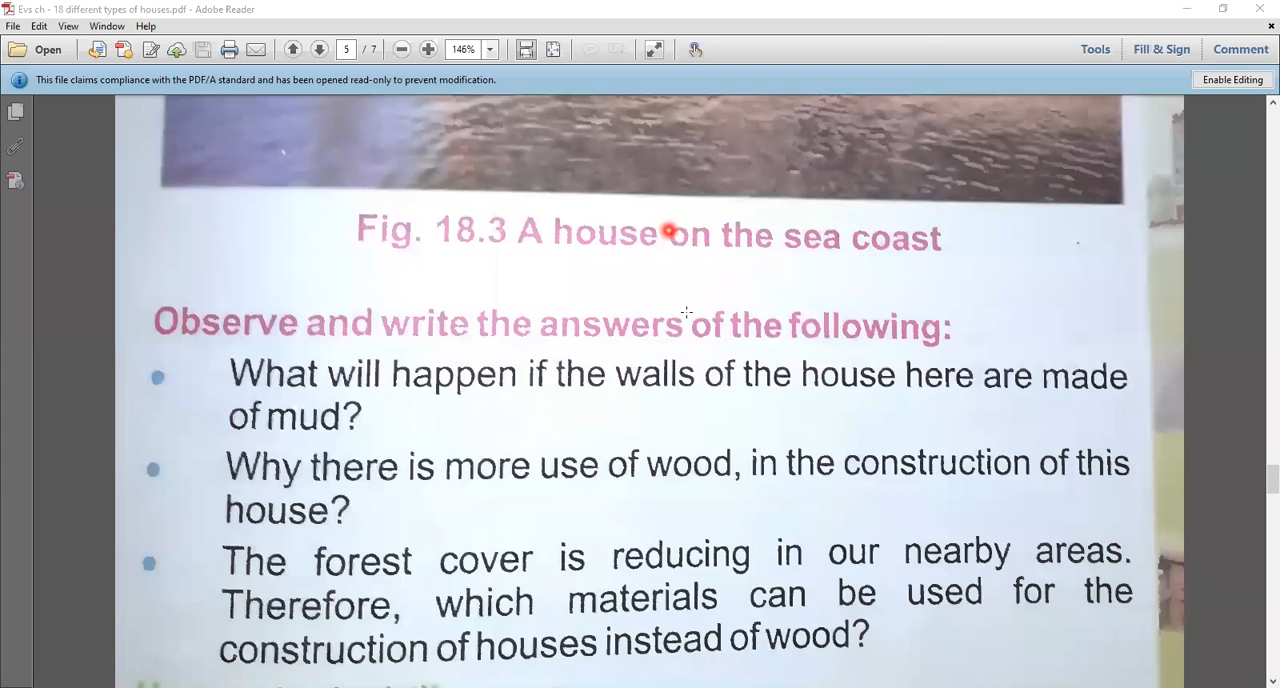 Evs ch - 18 different types of houses.pdf - Adobe Reader
File Edit View Window Help
Open 5 / 7 146% Tools Fill & Sign Comment
This file claims compliance with the PDF/A standard and has been opened read-only to prevent modification. Enable Editing
Fig. 18.3 A house on the sea coast
Observe and write the answers of the following:
What will happen if the walls of the house here are made
of mud?
Why there is more use of wood, in the construction of this
house?
The forest cover is reducing in our nearby areas.
Therefore, which materials can be used for the
construction of houses instead of wood?